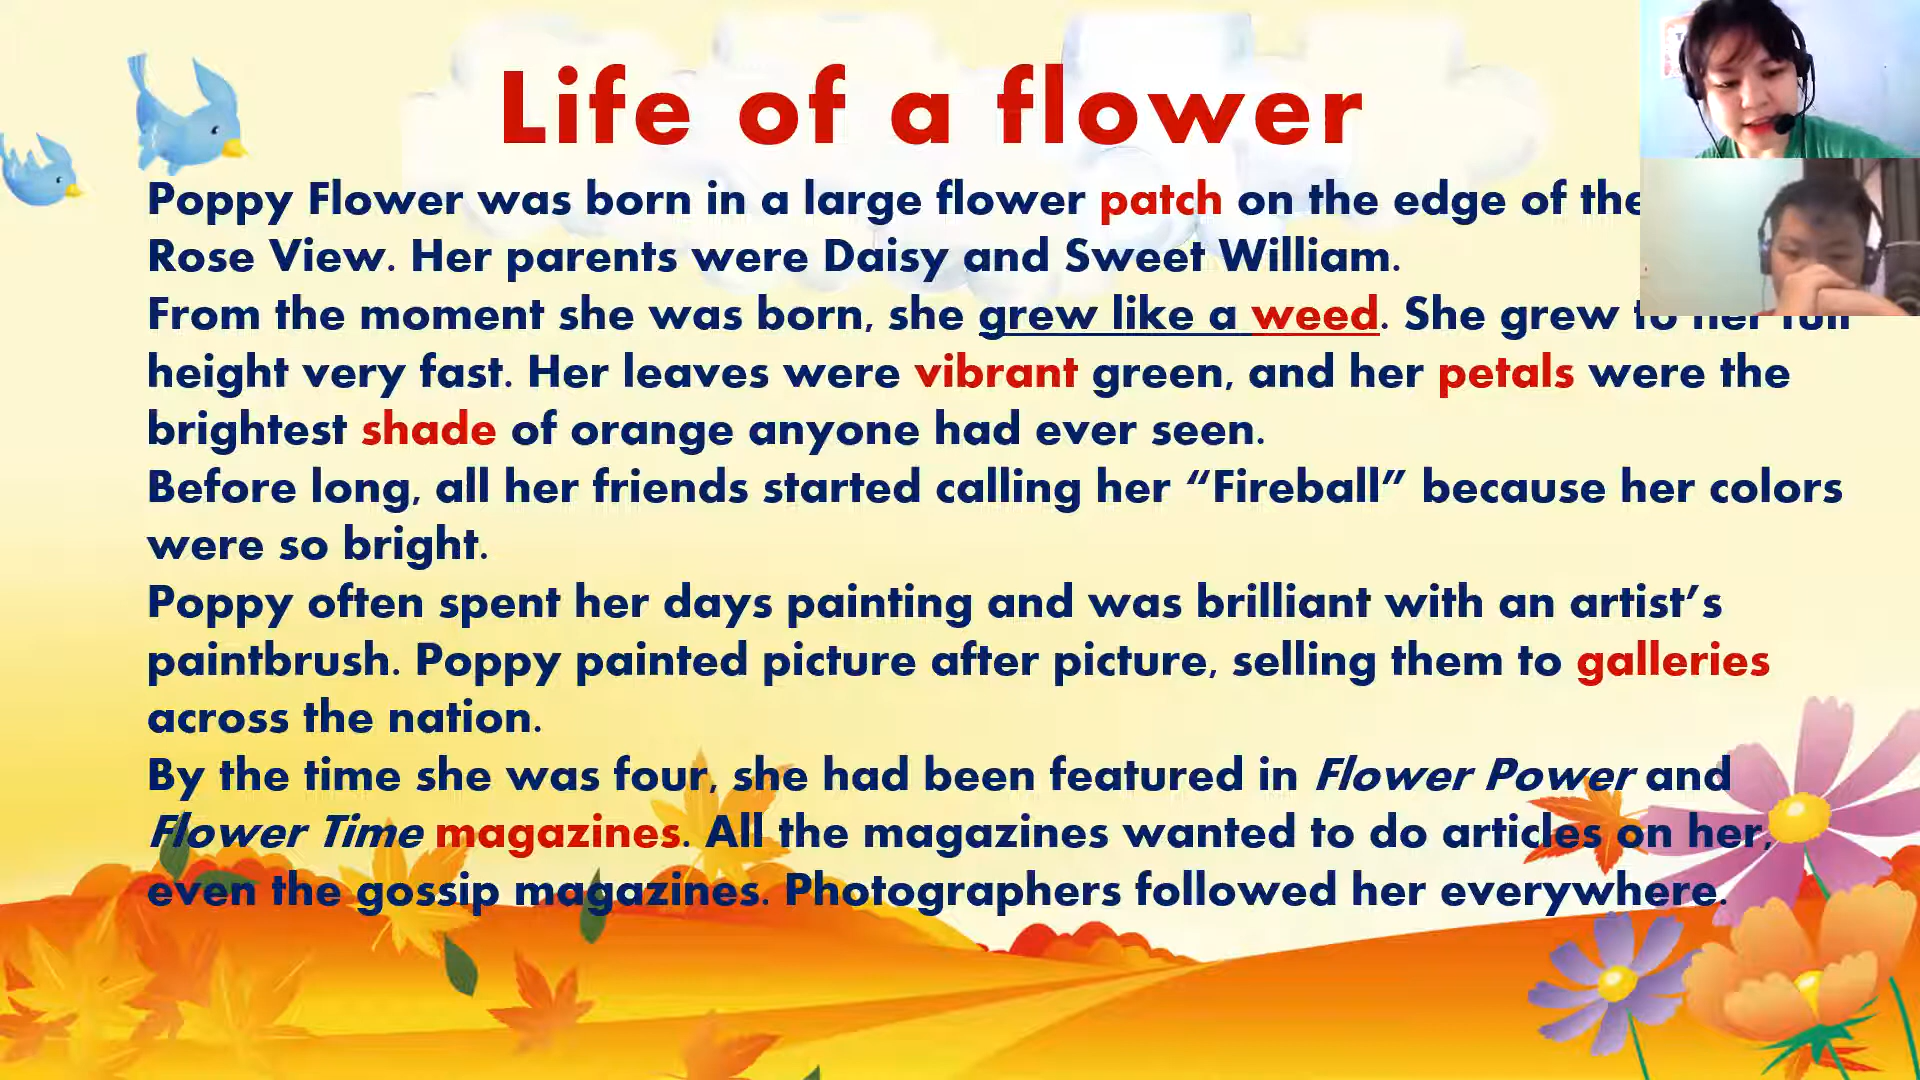 Life of a flower
Poppy Flower was born in a large flower patch on the edge of the
Rose View. Her parents were Daisy and Sweet William.
From the moment she was born, she grew like a weed. She grew to her full
height very fast. Her leaves were vibrant green, and her petals were the
brightest shade of orange anyone had ever seen.
Before long, all her friends started calling her “Fireball” because her colors
were so bright.
Poppy often spent her days painting and was brilliant with an artist’s
paintbrush. Poppy painted picture after picture, selling them to galleries
across the nation.
By the time she was four, she had been featured in Flower Power and
Flower Time magazines. All the magazines wanted to do articles on her,
even the gossip magazines. Photographers followed her everywhere.